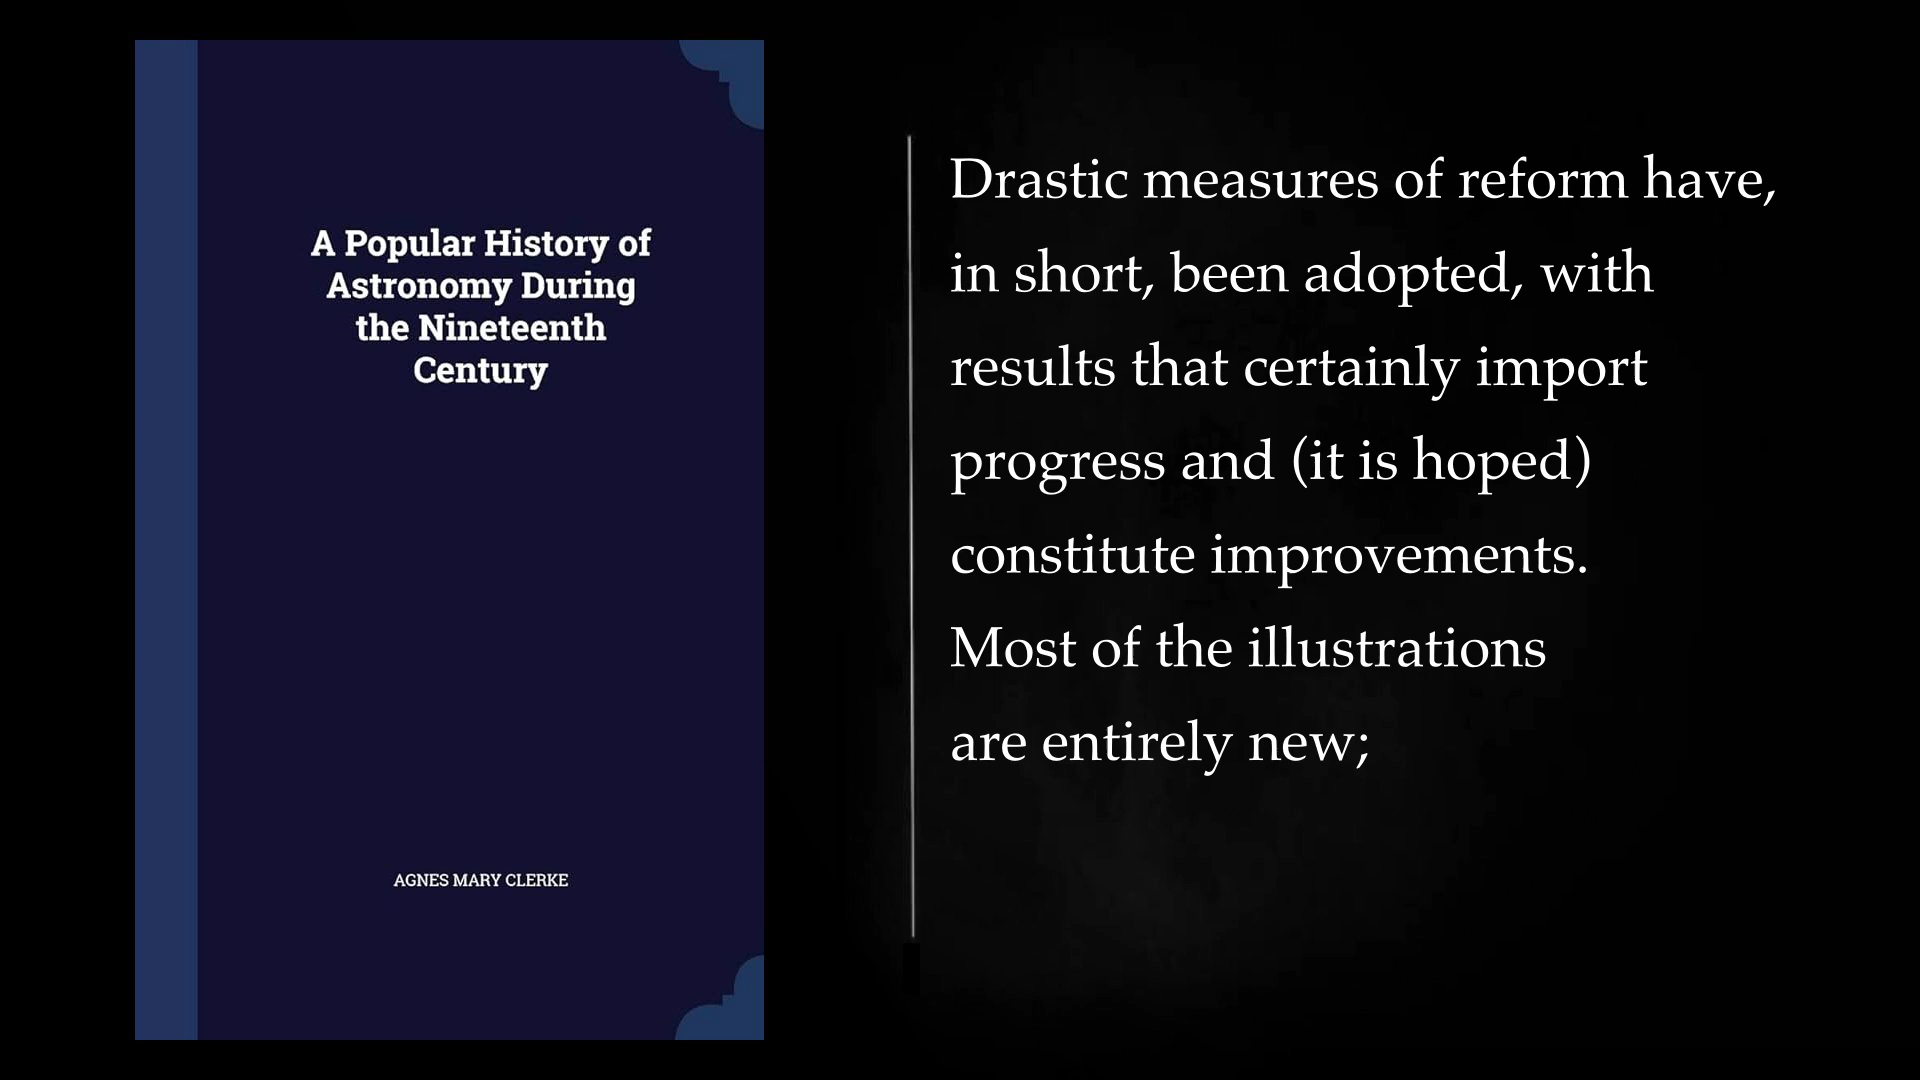 A Popular History of
Astronomy During
the Nineteenth
Century
AGNES MARY CLERKE
Drastic measures of reform have,
in short, been adopted, with
results that certainly import
progress and (it is hoped)
constitute improvements.
Most of the illustrations
are entirely new;